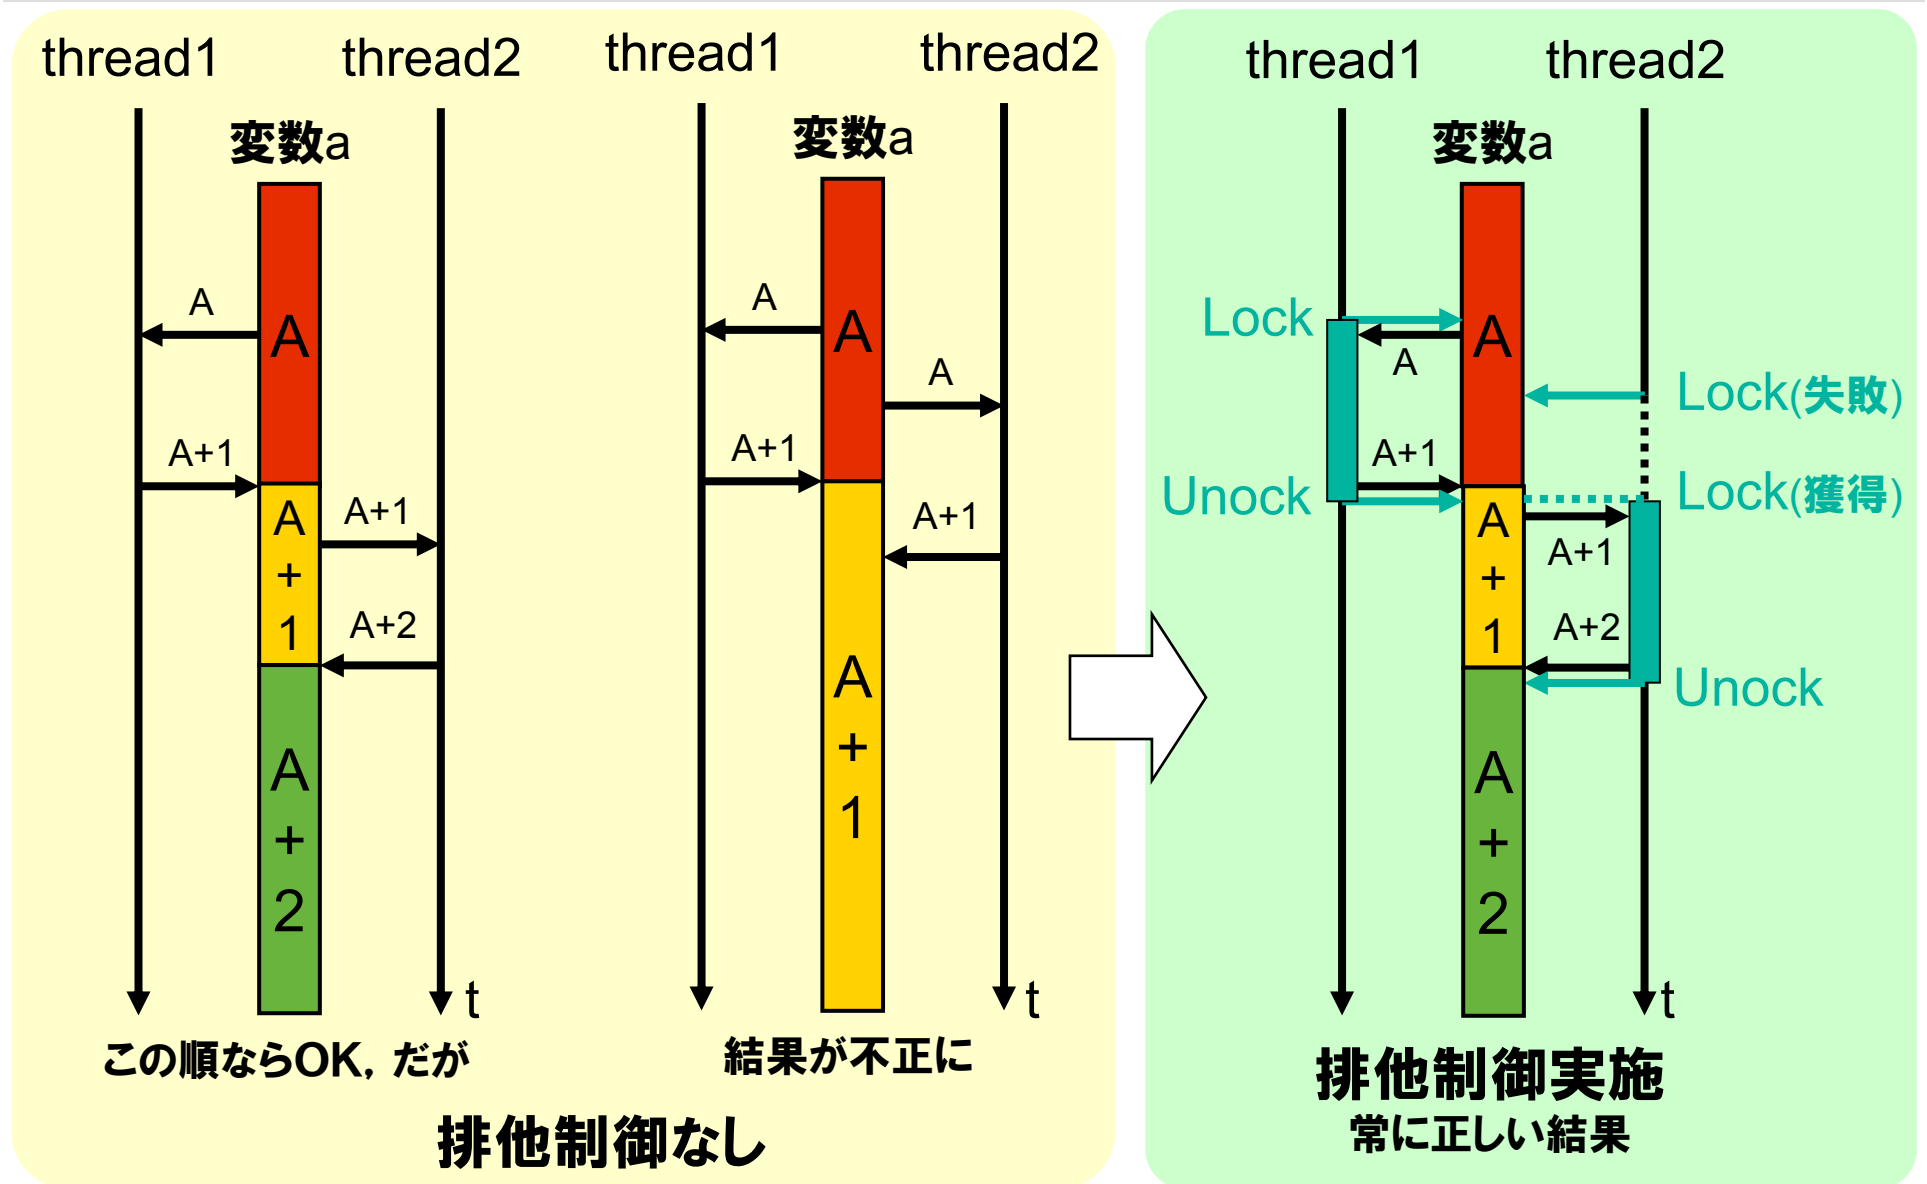 thread1
thread2
変数a
A
A
A+1
A
+
1
A+1
A+2
A
+
2
t
この順ならOK, だが
thread1
thread2
変数a
A
A
A
A+1
A+1
A
+
1
t
結果が不正に
排他制御なし
thread1
thread2
変数a
Lock
A
A
Lock(失敗)
A+1
Unock
Lock(獲得)
A
+
1
A+1
A+2
Unock
A
+
2
t
排他制御実施
常に正しい結果